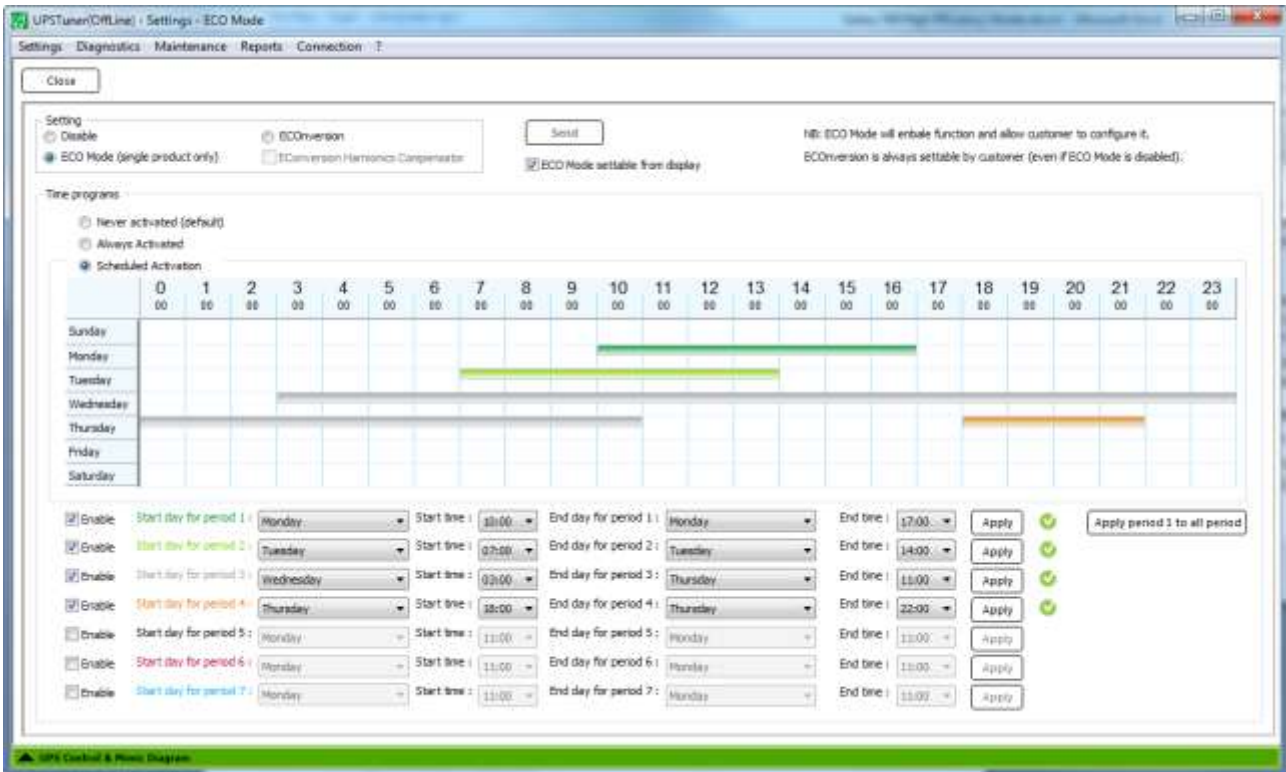 UPSTuner(OffLine) - Settings - ECO Mode
Settings Diagnostics Maintenance Reports Connection ?
Close
Setting
Disable ECOnversion
ECO Mode (single product only) EConversion Harmonics Compensator
Send
ECO Mode settable from display
NB: ECO Mode will enbale function and allow customer to configure it.
ECOnversion is always settable by customer (even if ECO Mode is disabled).
Time programs
Never activated (default)
Always Activated
Scheduled Activation
0 1 2 3 4 5 6 7 8 9 10 11 12 13 14 15 16 17 18 19 20 21 22 23
00 00 00 00 00 00 00 00 00 00 00 00 00 00 00 00 00 00 00 00 00 00 00 00
Sunday
Monday
Tuesday
Wednesday
Thursday
Friday
Saturday
Enable Start day for period 1 : Monday Start time : 10:00 End day for period 1 : Monday End time : 17:00 Apply Apply period 1 to all period
Enable Start day for period 2 : Tuesday Start time : 07:00 End day for period 2 : Tuesday End time : 14:00 Apply
Enable Start day for period 3 : Wednesday Start time : 03:00 End day for period 3 : Thursday End time : 11:00 Apply
Enable Start day for period 4 : Thursday Start time : 18:00 End day for period 4 : Thursday End time : 22:00 Apply
Enable Start day for period 5 : Monday Start time : 11:00 End day for period 5 : Monday End time : 11:00 Apply
Enable Start day for period 6 : Monday Start time : 11:00 End day for period 6 : Monday End time : 11:00 Apply
Enable Start day for period 7 : Monday Start time : 11:00 End day for period 7 : Monday End time : 11:00 Apply
UPS Control & Mimic Diagram